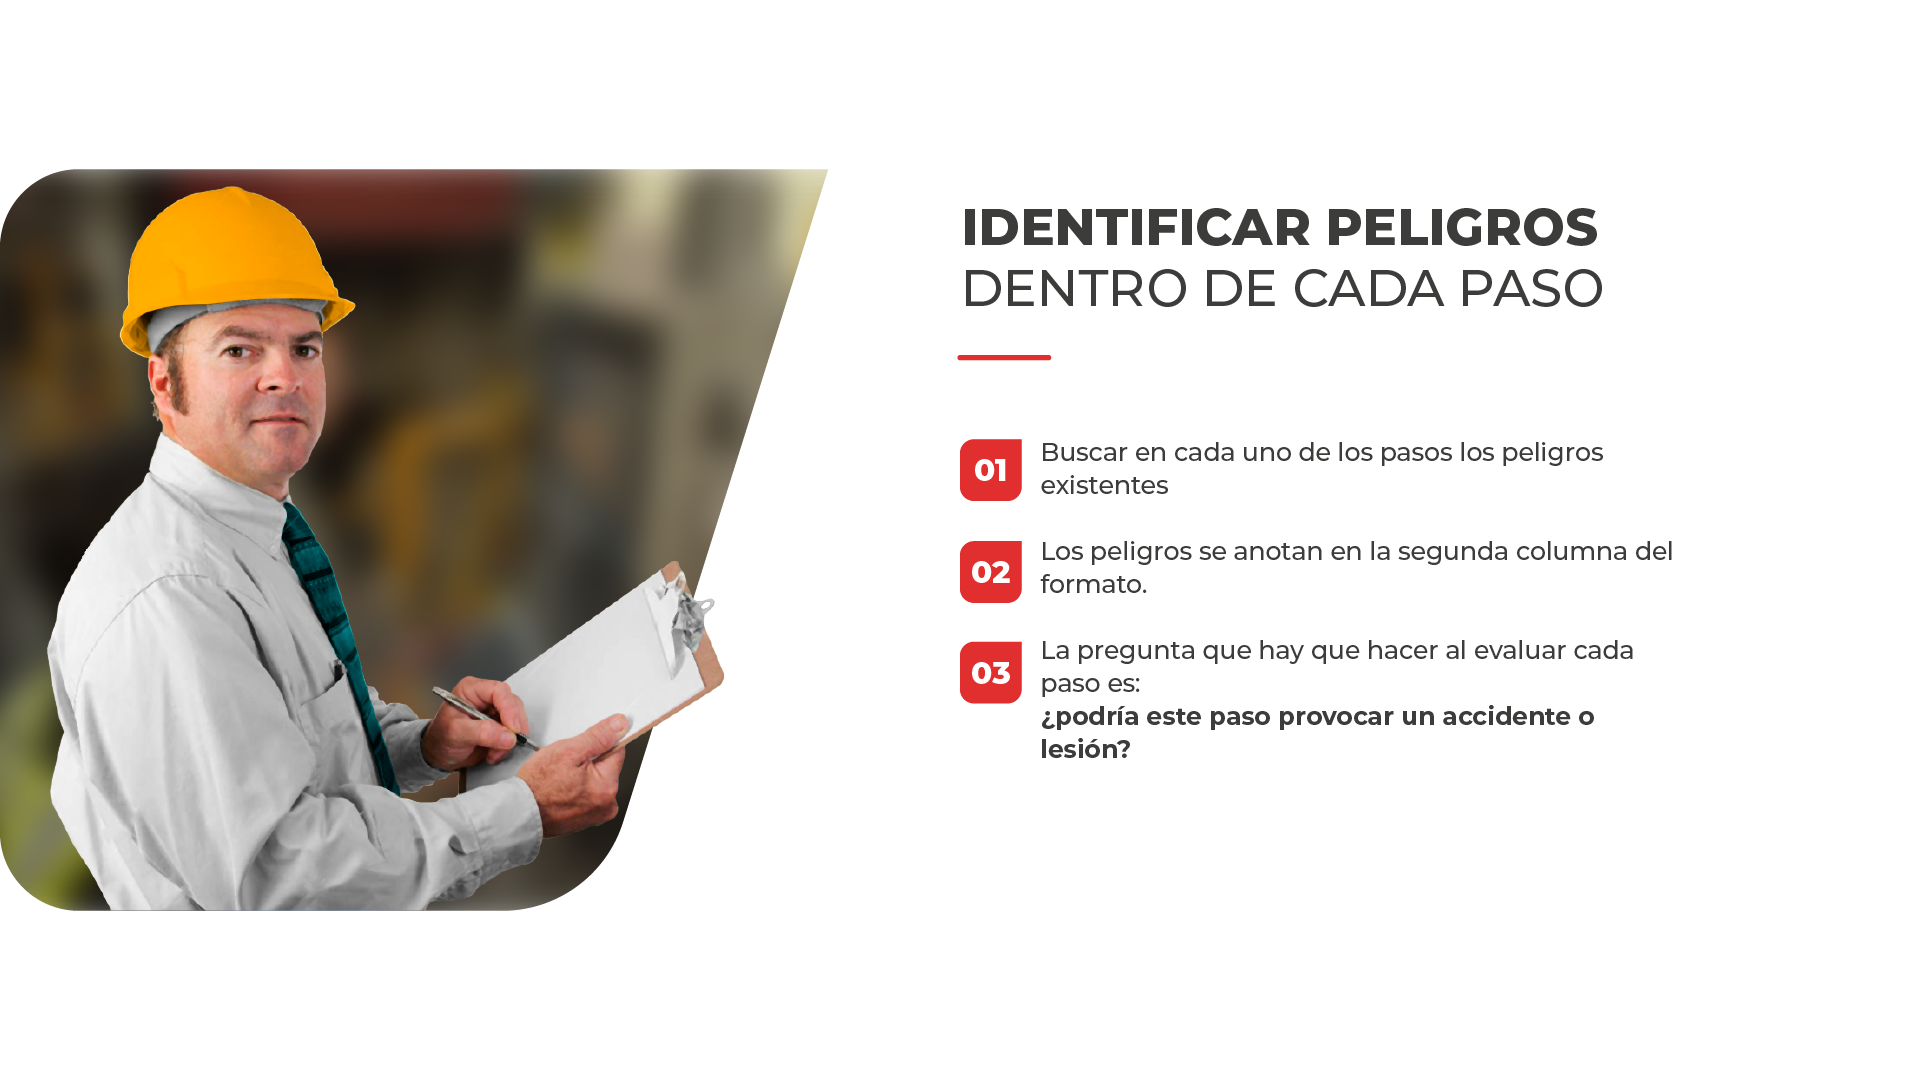 IDENTIFICAR PELIGROS
DENTRO DE CADA PASO
01
Buscar en cada uno de los pasos los peligros
existentes
02
Los peligros se anotan en la segunda columna del
formato.
03
La pregunta que hay que hacer al evaluar cada
paso es:
¿podría este paso provocar un accidente o
lesión?